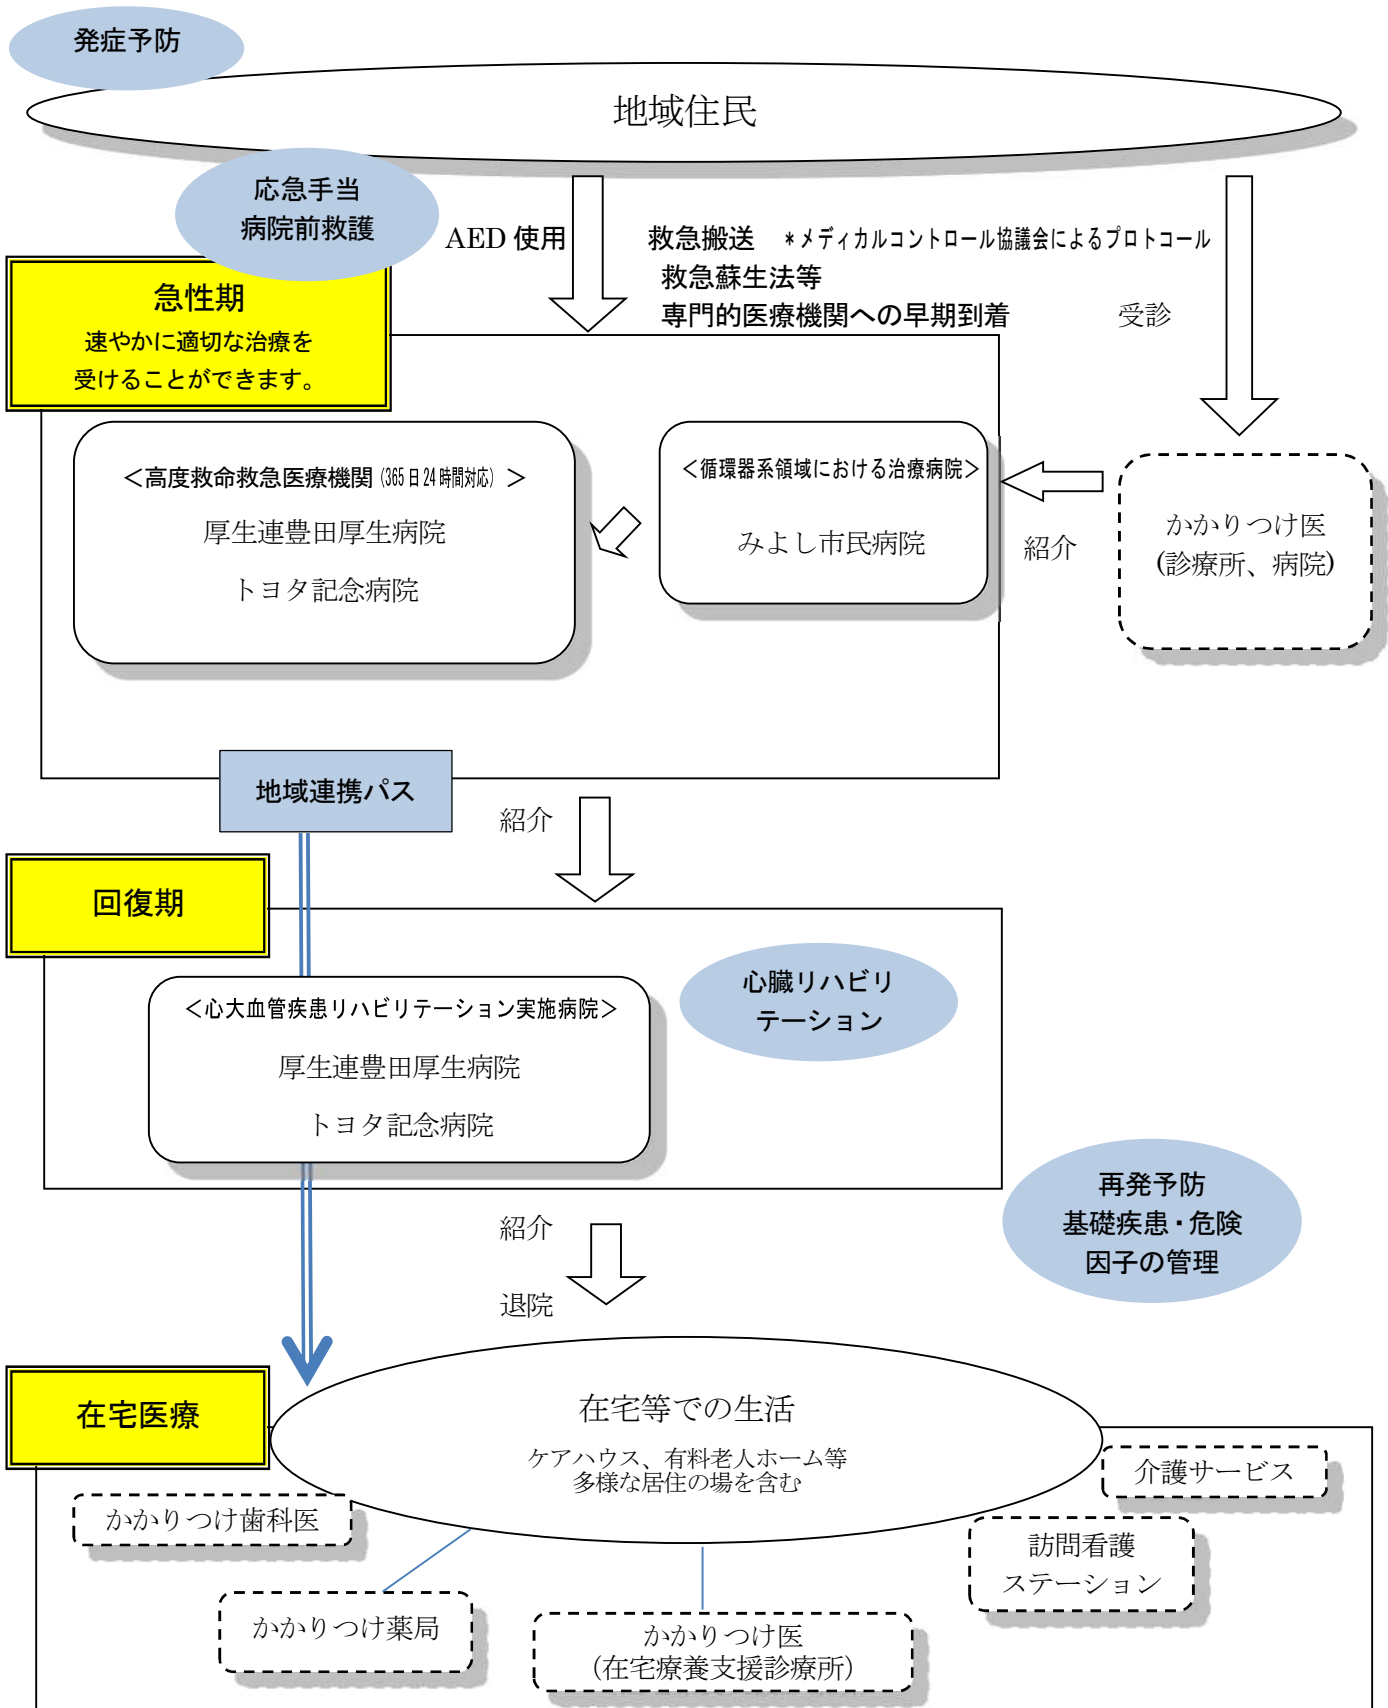 発症予防
地域住民
応急手当
病院前救護
AED 使用
救急搬送　*メディカルコントロール協議会によるプロトコール
救急蘇生法等
専門的医療機関への早期到着
受診
急性期
速やかに適切な治療を
受けることができます。
＜高度救命救急医療機関（365日24時間対応）＞
厚生連豊田厚生病院
トヨタ記念病院
＜循環器系領域における治療病院＞
みよし市民病院
紹介
かかりつけ医
(診療所、病院)
地域連携パス
紹介
回復期
＜心大血管疾患リハビリテーション実施病院＞
厚生連豊田厚生病院
トヨタ記念病院
心臓リハビリ
テーション
再発予防
基礎疾患・危険
因子の管理
紹介
退院
在宅医療
在宅等での生活
ケアハウス、有料老人ホーム等
多様な居住の場を含む
介護サービス
かかりつけ歯科医
訪問看護
ステーション
かかりつけ薬局
かかりつけ医
(在宅療養支援診療所)